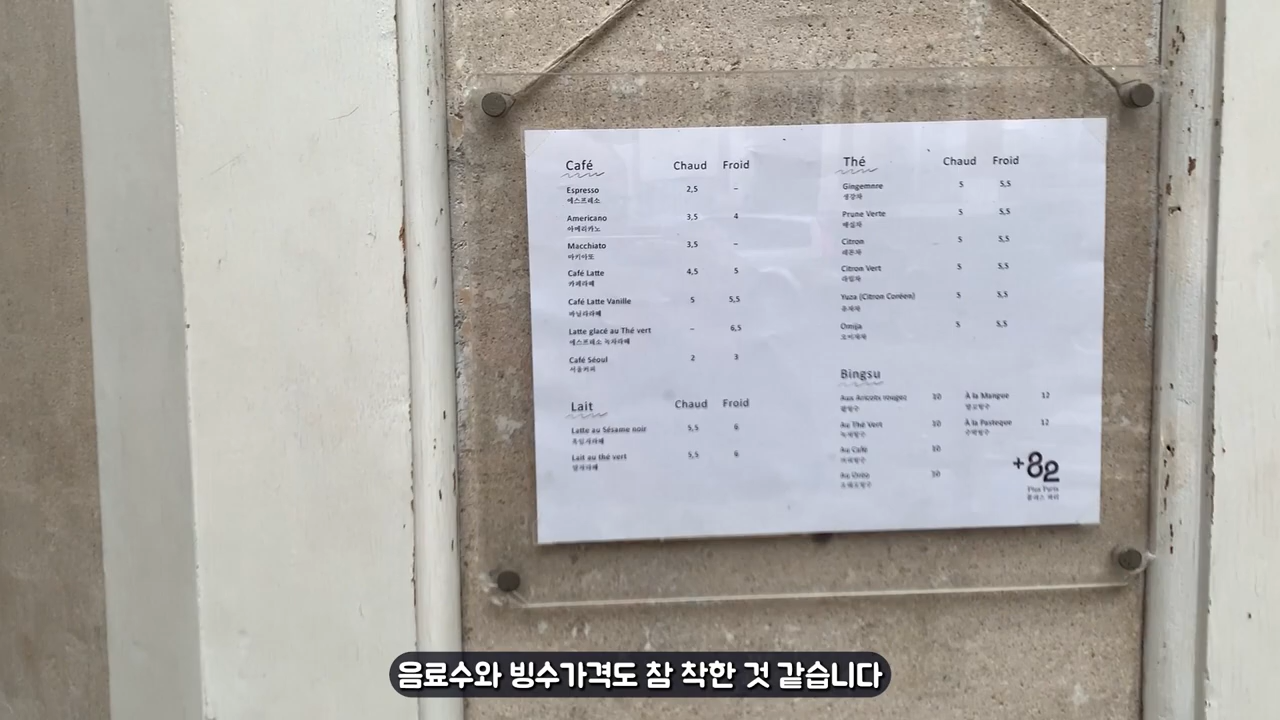 Café Chaud Froid
Espresso 2,5 –
에스프레소
Americano 3,5 4
아메리카노
Macchiato 3,5 –
마키아또
Café Latte 4,5 5
카페라떼
Café Latte Vanille 5 5,5
바닐라라떼
Latte glacé au Thé vert – 6,5
에스프레소 녹차라떼
Café Séoul 2 3
서울커피
Lait Chaud Froid
Latte au Sésame noir 5,5 6
흑임자라떼
Lait au thé vert 5,5 6
Thé Chaud Froid
Gingembre 5 5,5
생강차
Prune Verte 5 5,5
매실차
Citron 5 5,5
레몬차
Citron Vert 5 5,5
라임차
Yuza (Citron Coréen) 5 5,5
유자차
Omija 5 5,5
오미자차
Bingsu
Aux Aricots rouges 10 À la Mangue 12
팥빙수 망고빙수
Au Thé Vert 10 À la Pasteque 12
녹차빙수 수박빙수
Au Café 10
커피빙수
Au Oréo 10
오레오빙수
+82
Plus Paris
플러스 파리
음료수와 빙수가격도 참 착한 것 같습니다